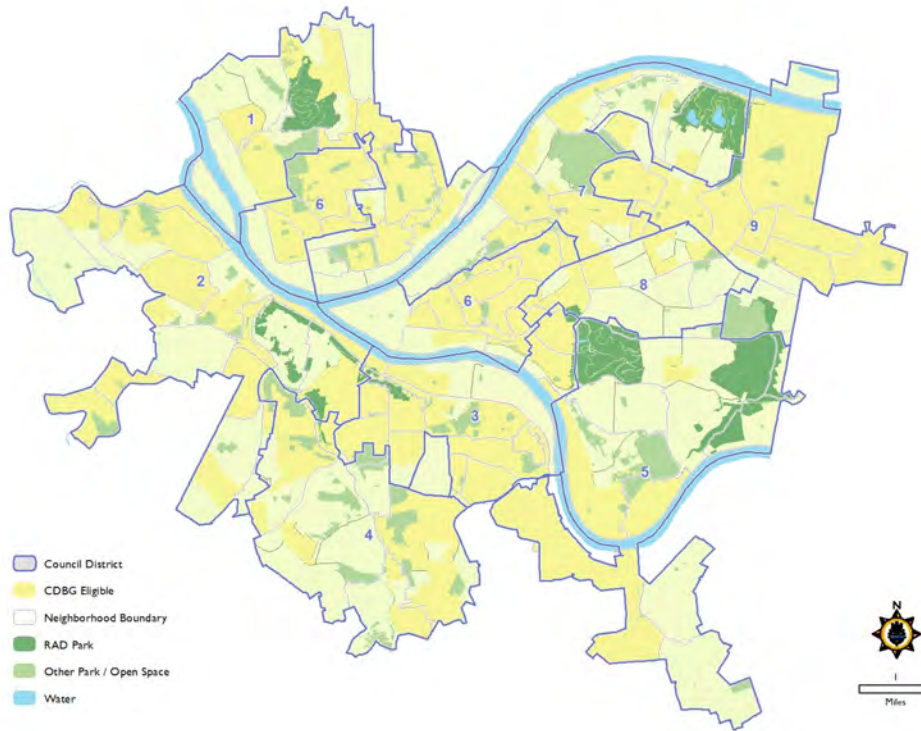 1
7
6
9
2
6
8
3
5
4
Council District
CDBG Eligible
Neighborhood Boundary
RAD Park
Other Park / Open Space
Water
N
1
Miles